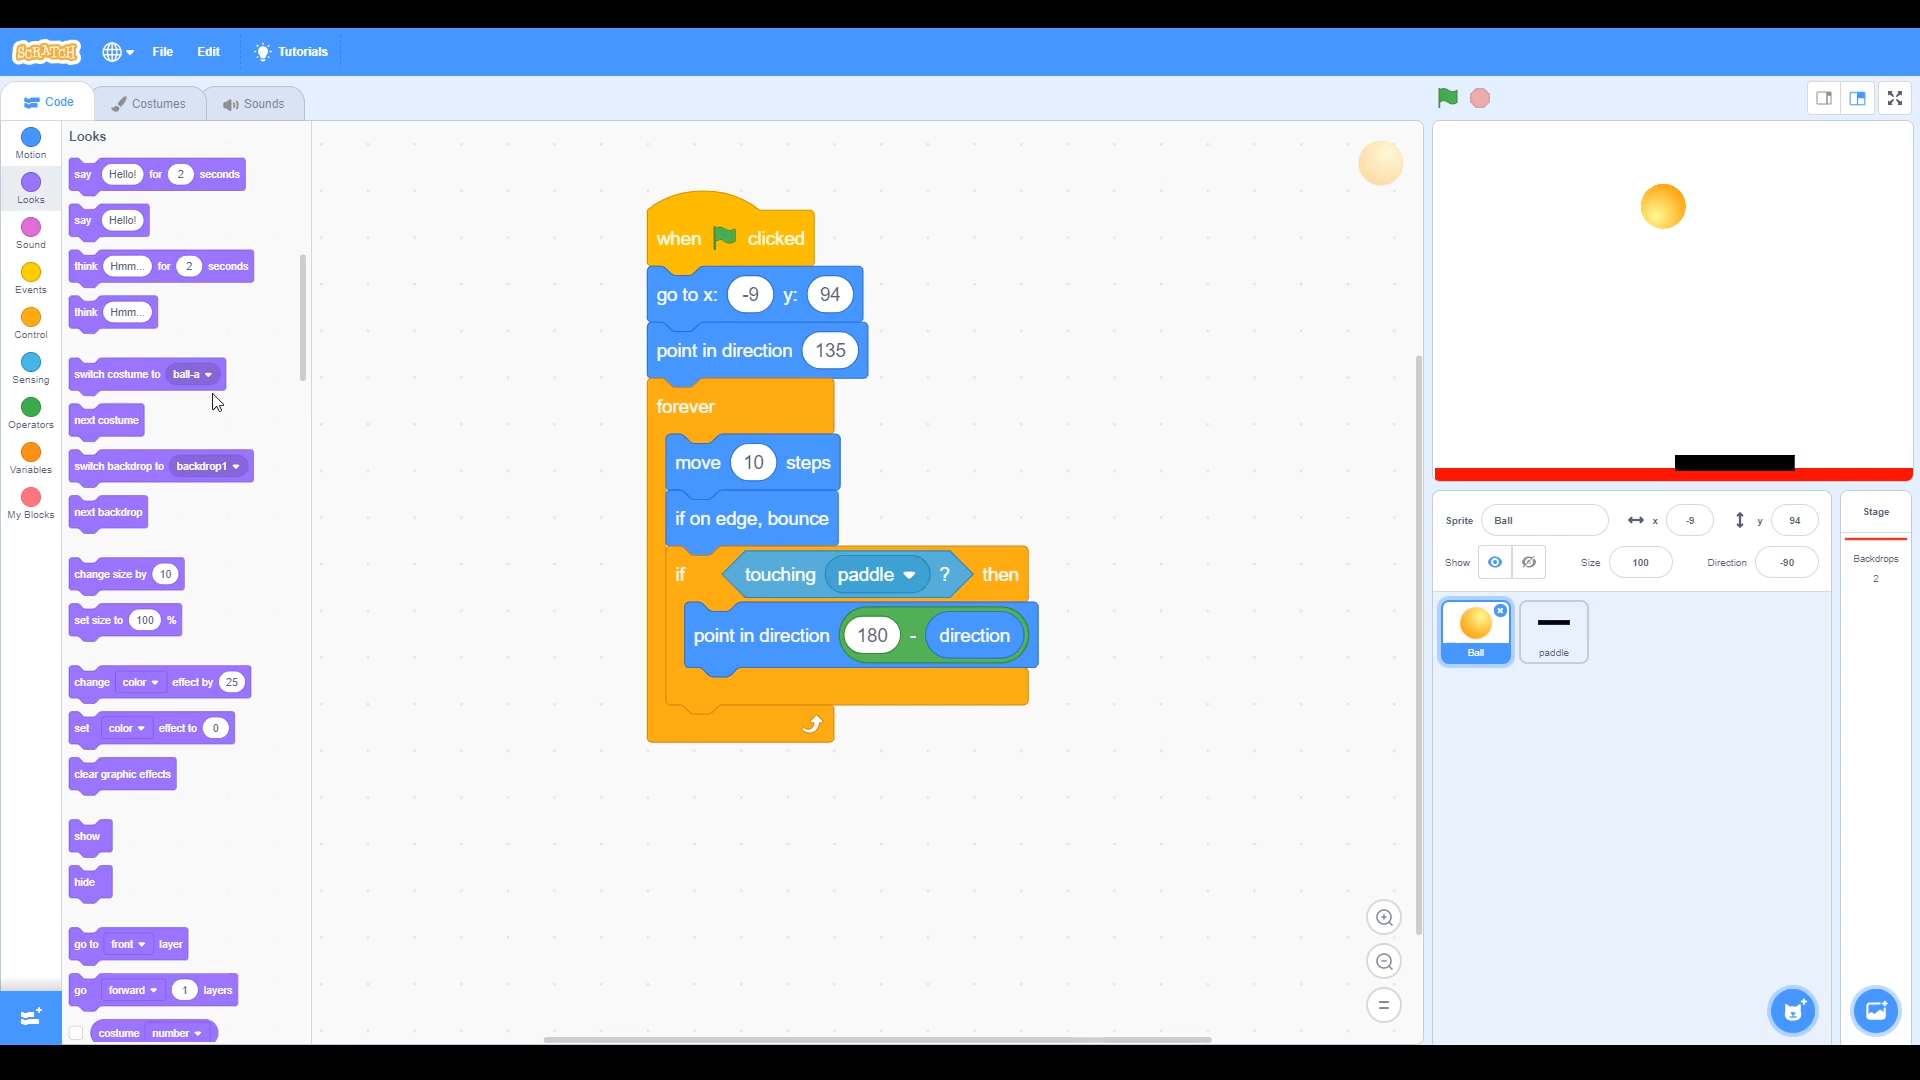 SCRATCH File Edit Tutorials
Code Costumes Sounds
Motion
Looks
Sound
Events
Control
Sensing
Operators
Variables
My Blocks
Looks
say Hello! for 2 seconds
say Hello!
think Hmm... for 2 seconds
think Hmm...
switch costume to ball-a
next costume
switch backdrop to backdrop1
next backdrop
change size by 10
set size to 100 %
change color effect by 25
set color effect to 0
clear graphic effects
show
hide
go to front layer
go forward 1 layers
costume number
when clicked
go to x: -9 y: 94
point in direction 135
forever
move 10 steps
if on edge, bounce
if touching paddle ? then
point in direction 180 - direction
Sprite Ball x -9 y 94
Show Size 100 Direction -90
Ball
paddle
Stage
Backdrops
2